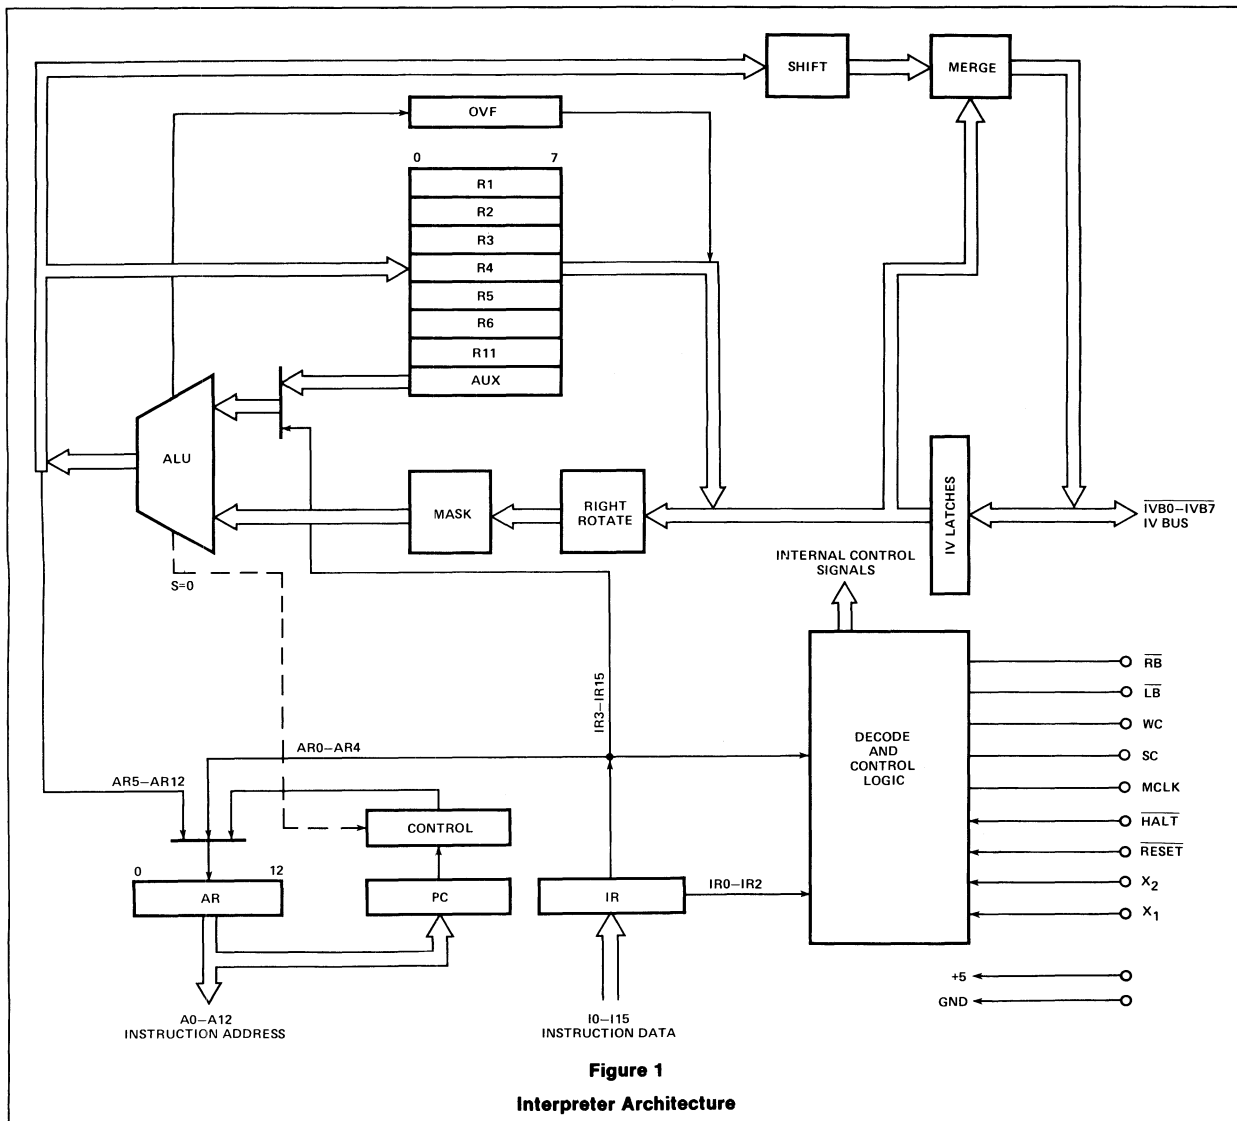 SHIFT
MERGE
OVF
0 7
R1
R2
R3
R4
R5
R6
R11
AUX
ALU
MASK
RIGHT
ROTATE
IV LATCHES
IVB0–IVB7
IV BUS
S=0
INTERNAL CONTROL
SIGNALS
IR3–IR15
DECODE
AND
CONTROL
LOGIC
RB
LB
WC
SC
MCLK
HALT
RESET
X2
X1
+5
GND
AR0–AR4
AR5–AR12
CONTROL
0 12
AR
PC
IR
IR0–IR2
A0–A12
INSTRUCTION ADDRESS
I0–I15
INSTRUCTION DATA
Figure 1
Interpreter Architecture